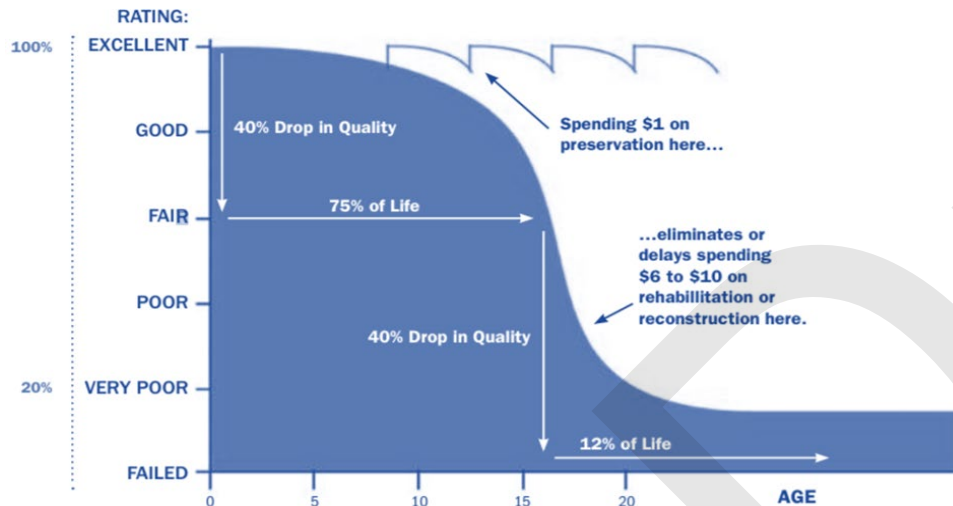 RATING:
100%
EXCELLENT
GOOD
40% Drop in Quality
Spending $1 on
preservation here...
FAIR
75% of Life
...eliminates or
delays spending
$6 to $10 on
rehabillitation or
reconstruction here.
POOR
40% Drop in Quality
20%
VERY POOR
12% of Life
FAILED
0 5 10 15 20
AGE